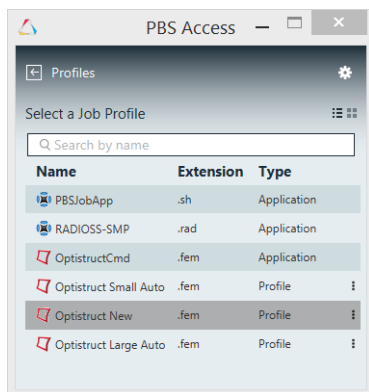 PBS Access
Profiles
Select a Job Profile
Search by name
Name Extension Type
PBSJobApp .sh Application
RADIOSS-SMP .rad Application
OptistructCmd .fem Application
Optistruct Small Auto .fem Profile
Optistruct New .fem Profile
Optistruct Large Auto .fem Profile